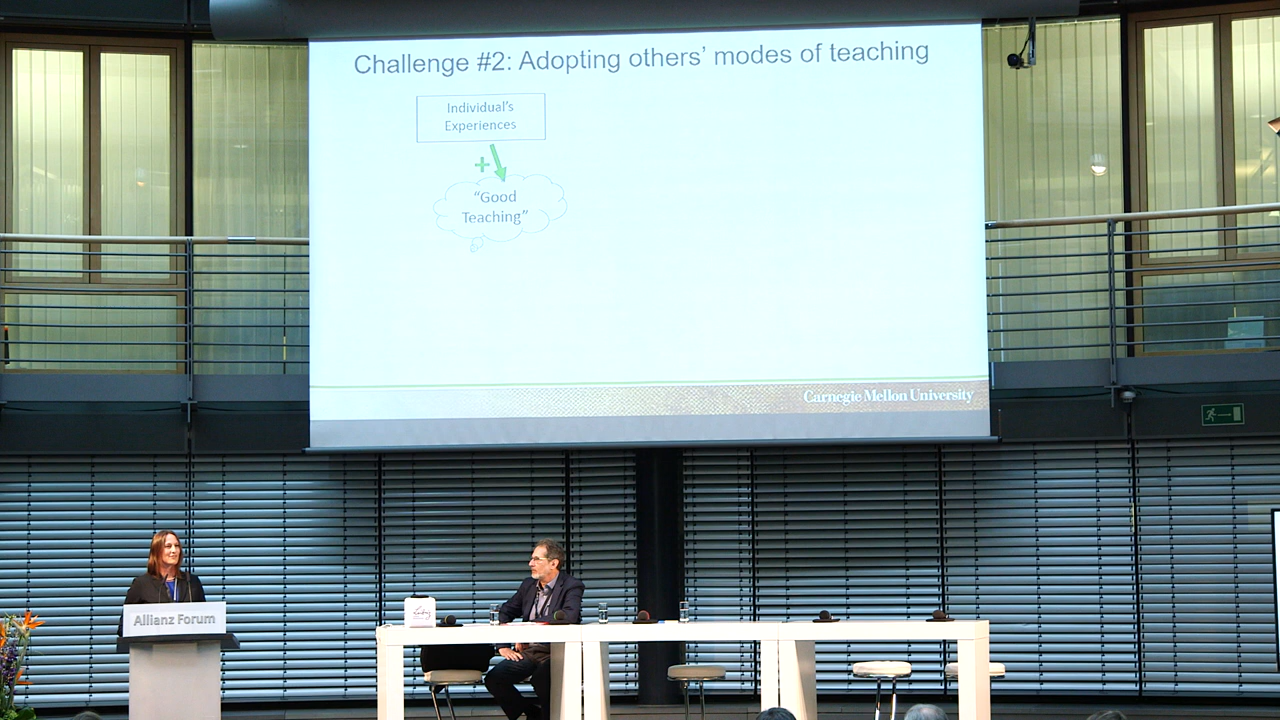 Challenge #2: Adopting others' modes of teaching
Individual's
Experiences
+
“Good
Teaching”
Carnegie Mellon University
Allianz Forum